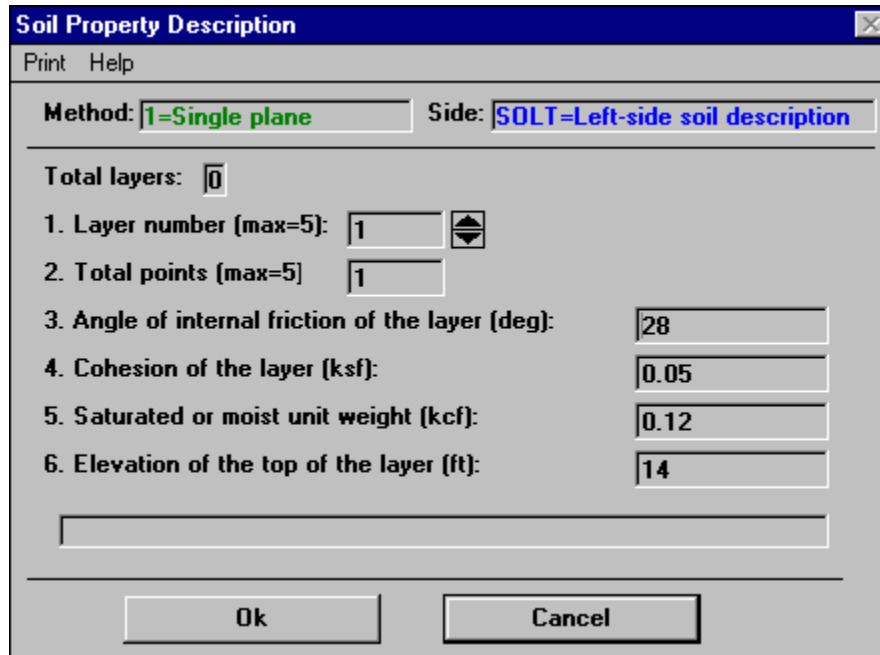 Soil Property Description
Print Help
Method: 1=Single plane Side: SOLT=Left-side soil description
Total layers: 0
1. Layer number (max=5): 1
2. Total points (max=5] 1
3. Angle of internal friction of the layer (deg): 28
4. Cohesion of the layer (ksf): 0.05
5. Saturated or moist unit weight (kcf): 0.12
6. Elevation of the top of the layer (ft): 14
Ok Cancel